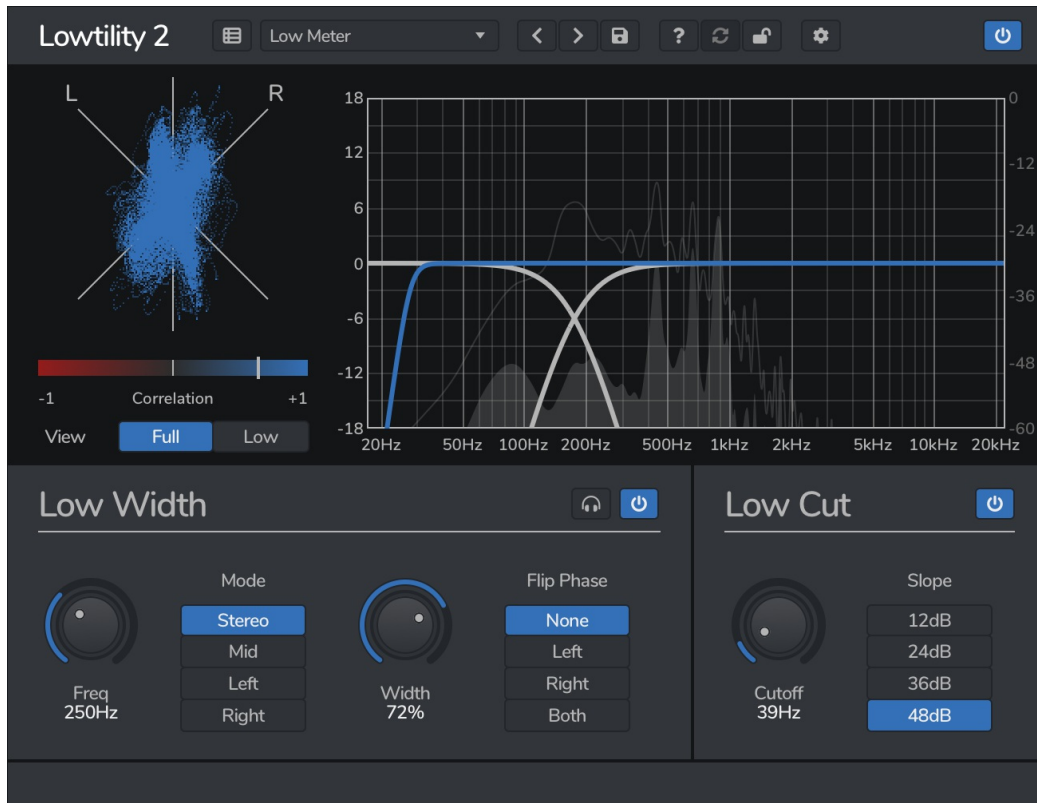 Lowtility 2 Low Meter ?
L R
18 0
12 -12
6 -24
0
-6 -36
-12 -48
-18 -60
20Hz 50Hz 100Hz 200Hz 500Hz 1kHz 2kHz 5kHz 10kHz 20kHz
-1 Correlation +1
View Full Low
Low Width
Mode
Stereo
Mid
Left
Right
Freq
250Hz
Flip Phase
None
Left
Right
Both
Width
72%
Low Cut
Slope
12dB
24dB
36dB
48dB
Cutoff
39Hz